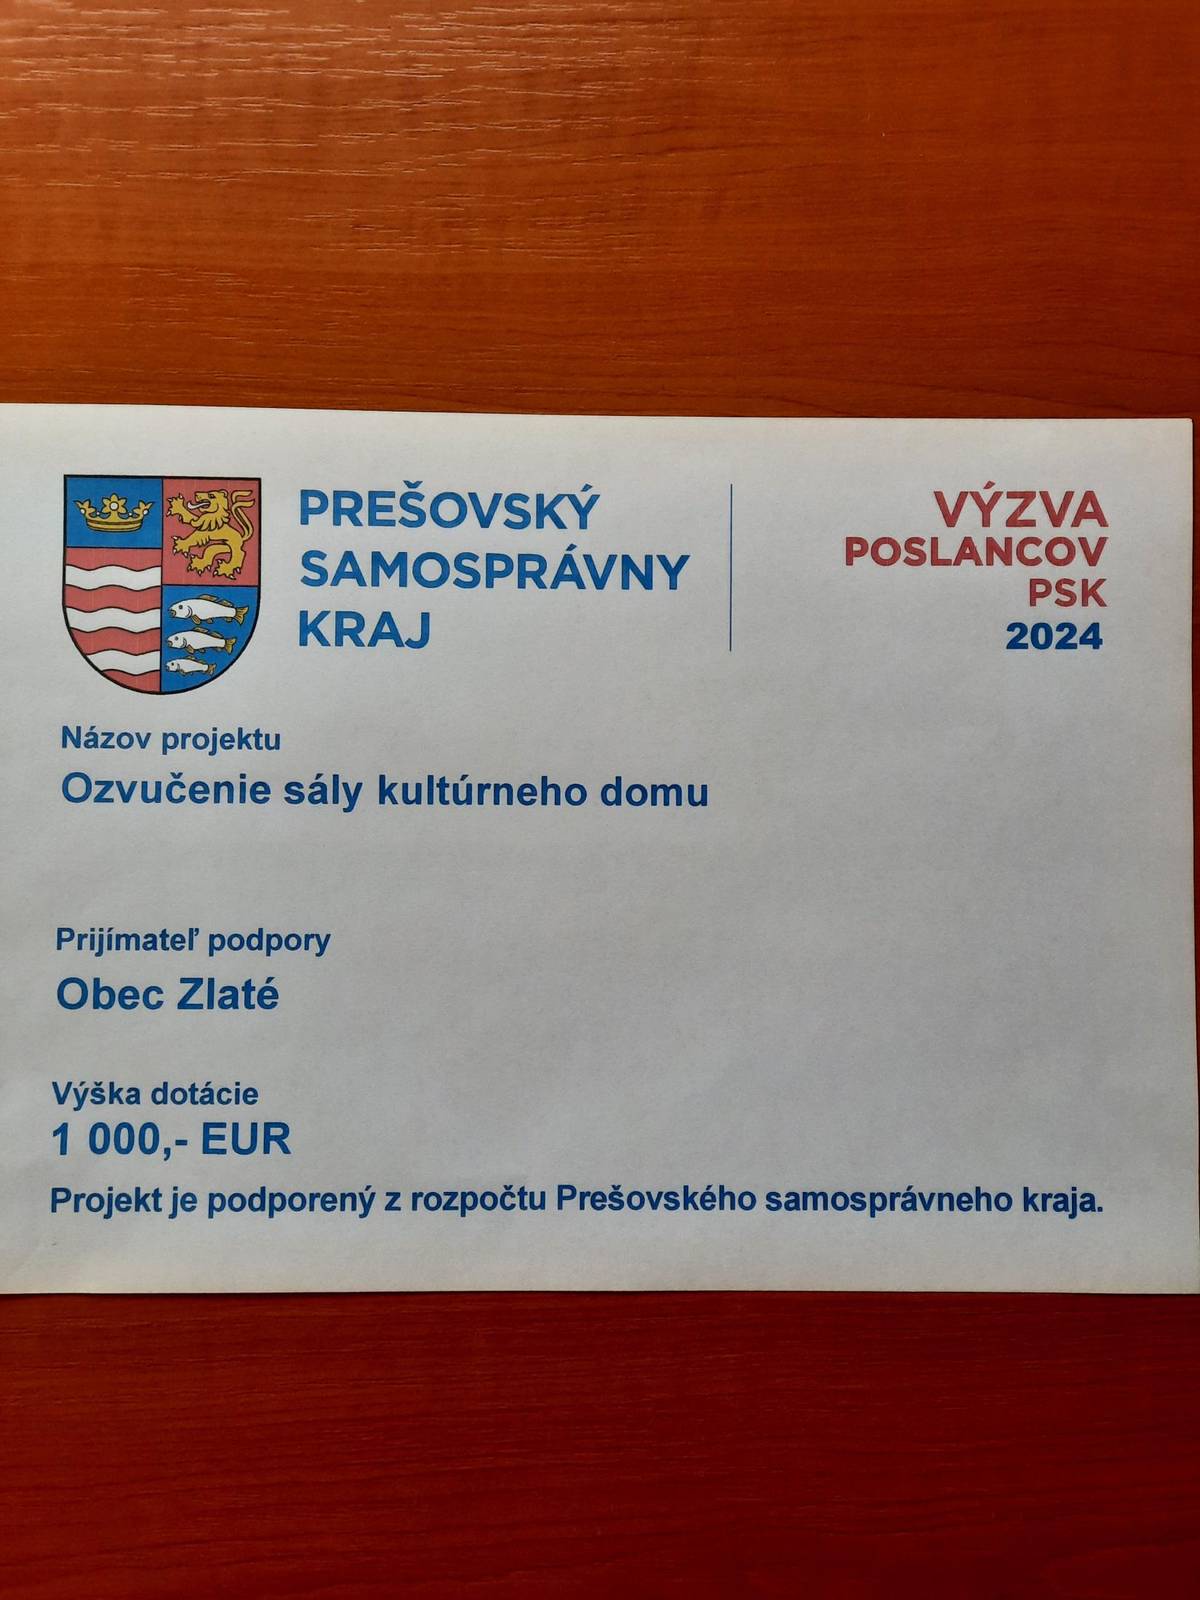 PREŠOVSKÝ
SAMOSPRÁVNY
KRAJ
VÝZVA
POSLANCOV
PSK
2024
Názov projektu
Ozvučenie sály kultúrneho domu
Prijímateľ podpory
Obec Zlaté
Výška dotácie
1 000,- EUR
Projekt je podporený z rozpočtu Prešovského samosprávneho kraja.